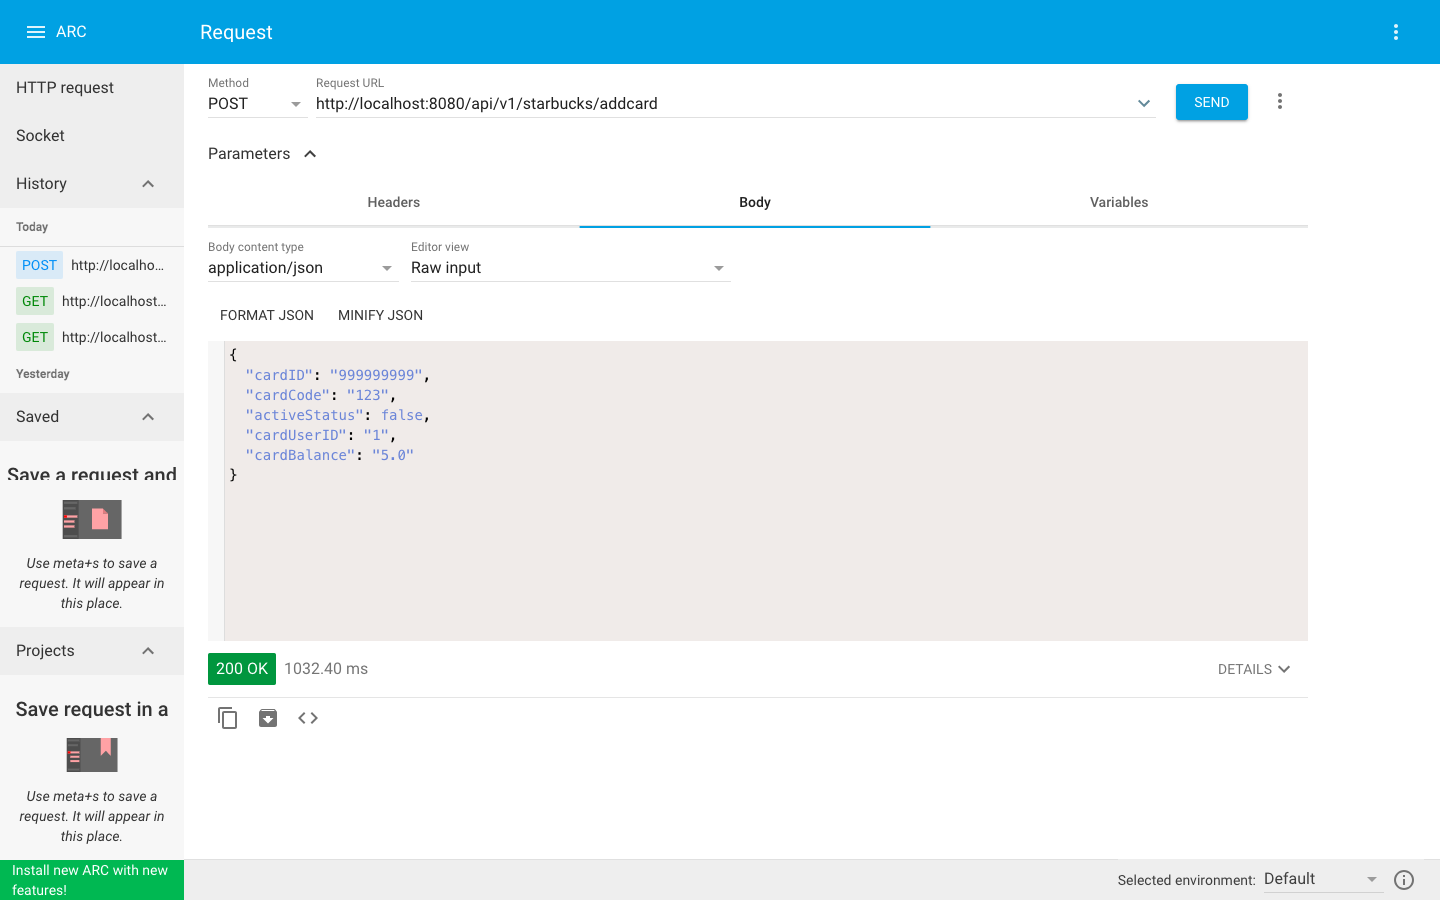 ARC
Request
HTTP request
Socket
History
Today
POST http://localho...
GET http://localhost...
GET http://localhost...
Yesterday
Saved
Save a request and
Use meta+s to save a
request. It will appear in
this place.
Projects
Save request in a
Use meta+s to save a
request. It will appear in
this place.
Install new ARC with new
features!
Method
POST
Request URL
http://localhost:8080/api/v1/starbucks/addcard
SEND
Parameters
Headers
Body
Variables
Body content type
application/json
Editor view
Raw input
FORMAT JSON
MINIFY JSON
{
"cardID": "999999999",
"cardCode": "123",
"activeStatus": false,
"cardUserID": "1",
"cardBalance": "5.0"
}
200 OK
1032.40 ms
DETAILS
Selected environment: Default